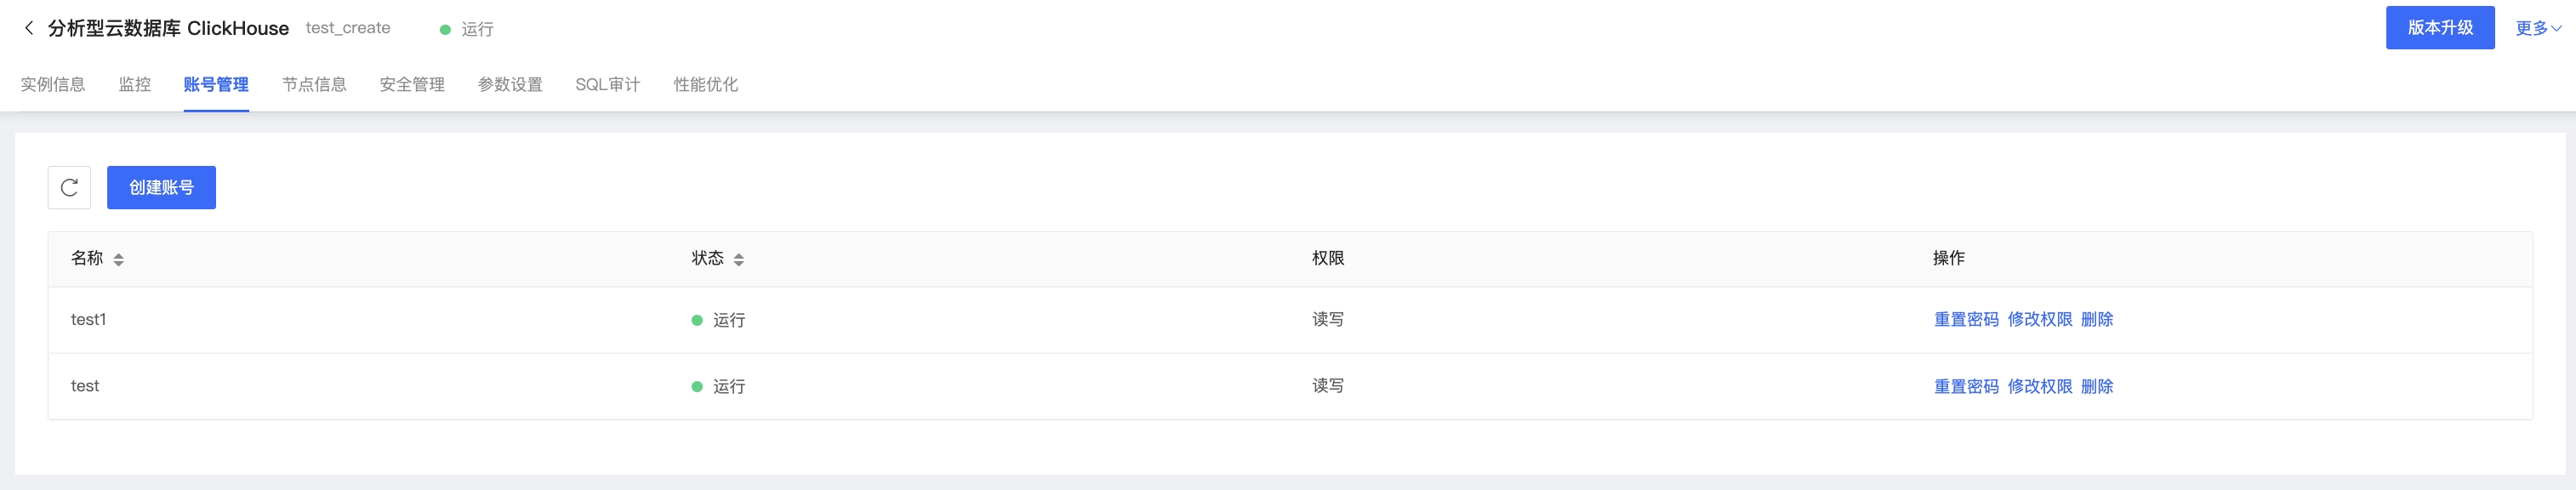 分析型云数据库 ClickHouse test_create 运行 版本升级 更多
实例信息 监控 账号管理 节点信息 安全管理 参数设置 SQL审计 性能优化
创建账号
名称 状态 权限 操作
test1 运行 读写 重置密码 修改权限 删除
test 运行 读写 重置密码 修改权限 删除